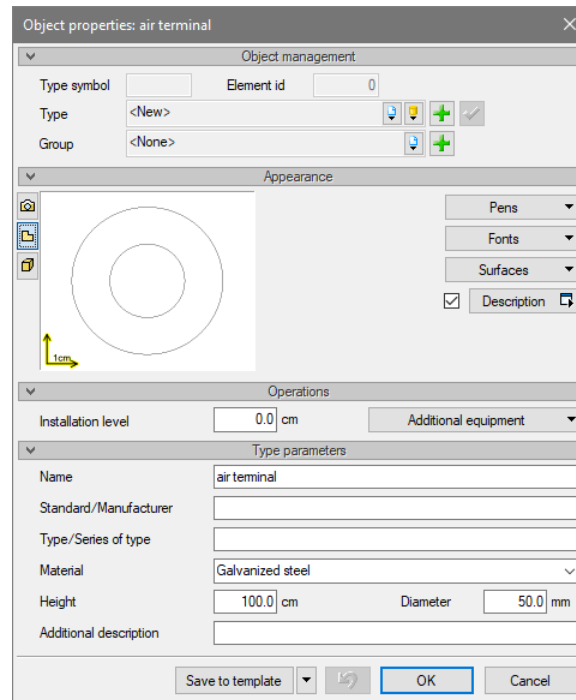 Object properties: air terminal
Object management
Type symbol Element id 0
Type <New>
Group <None>
Appearance
Pens
Fonts
Surfaces
Description
1cm
Operations
Installation level 0.0 cm Additional equipment
Type parameters
Name air terminal
Standard/Manufacturer
Type/Series of type
Material Galvanized steel
Height 100.0 cm Diameter 50.0 mm
Additional description
Save to template OK Cancel